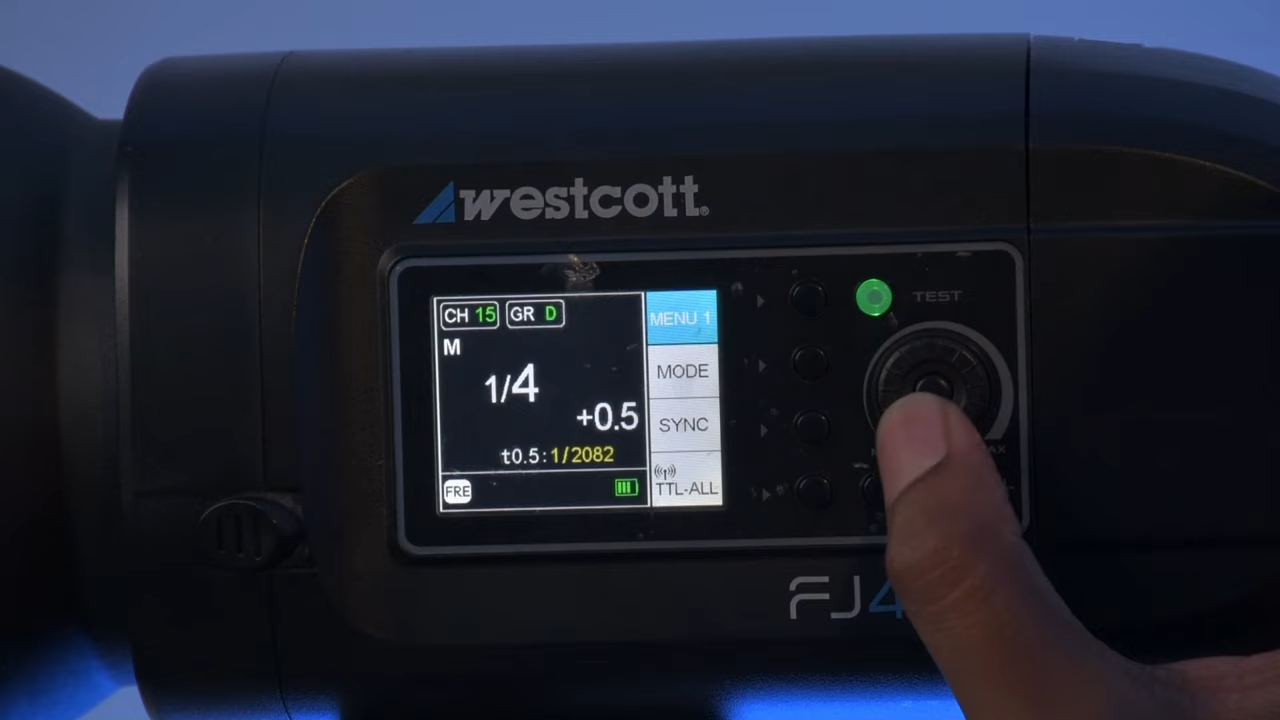 westcott®
CH 15 GR D
MENU 1
TEST
M
MODE
1/4
+0.5
SYNC
t0.5:1/2082
FRE
TTL-ALL
FJ4